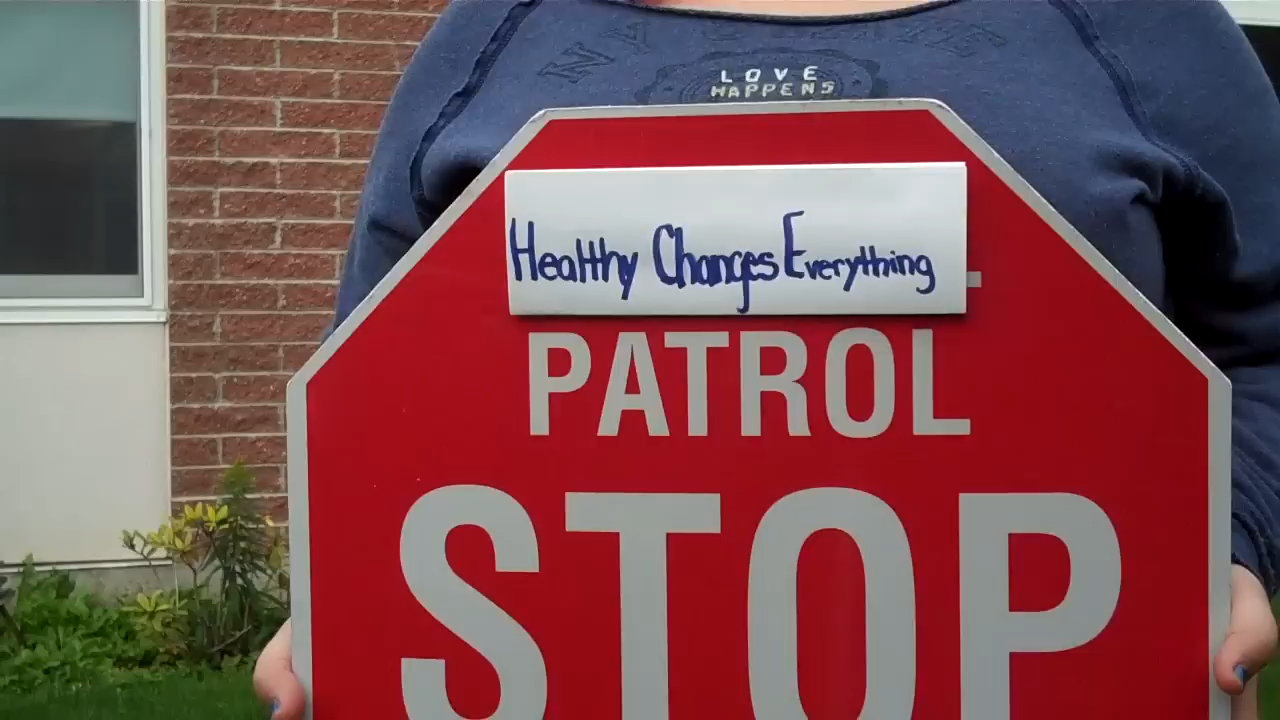 LOVE
HAPPENS
Healthy Changes Everything
PATROL
STOP